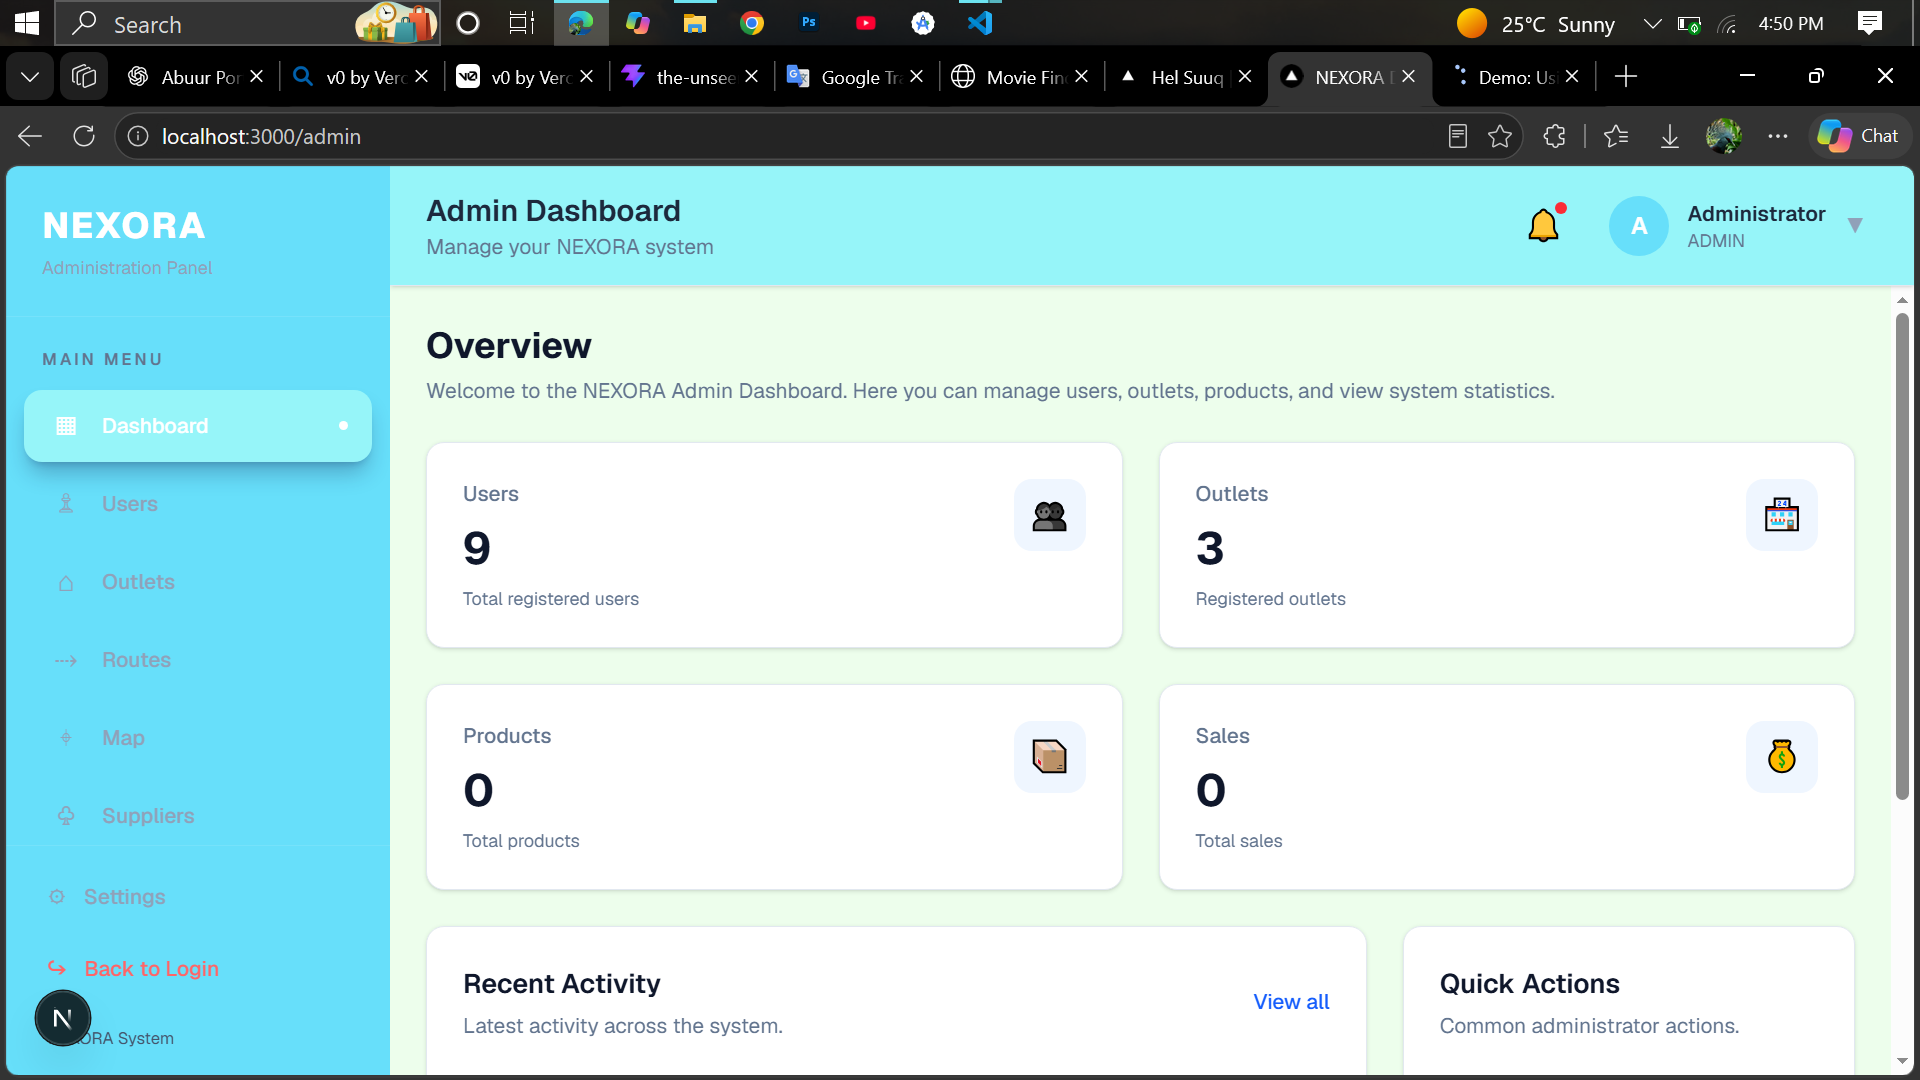 Search
Ps
25°C Sunny
4:50 PM
Abuur Por
v0 by Verc
v0 by Verc
the-unsee
Google Tra
Movie Fin
Hel Suuq
NEXORA D
Demo: Us
localhost:3000/admin
Chat
NEXORA
Administration Panel
MAIN MENU
Dashboard
Users
Outlets
Routes
Map
Suppliers
Settings
Back to Login
N
ORA System
Admin Dashboard
Manage your NEXORA system
A
Administrator
ADMIN
Overview
Welcome to the NEXORA Admin Dashboard. Here you can manage users, outlets, products, and view system statistics.
Users
9
Total registered users
Outlets
24
3
Registered outlets
Products
0
Total products
Sales
$
0
Total sales
Recent Activity
Latest activity across the system.
View all
Quick Actions
Common administrator actions.